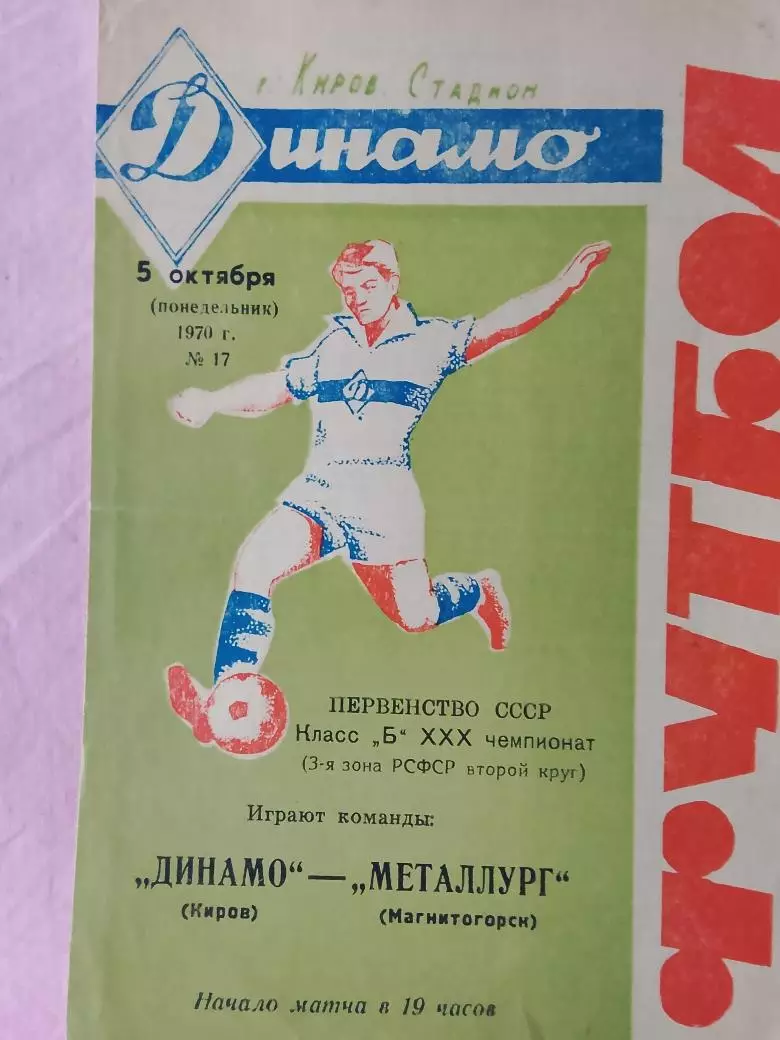 г. Киров Стадион
Динамо
5 октября
(понедельник)
1970 г.
№ 17
Д
ПЕРВЕНСТВО СССР
Класс „Б“ XXX чемпионат
(3-я зона РСФСР второй круг)
Играют команды:
„ДИНАМО“ — „МЕТАЛЛУРГ“
(Киров) (Магнитогорск)
Начало матча в 19 часов
ФУТБОЛ